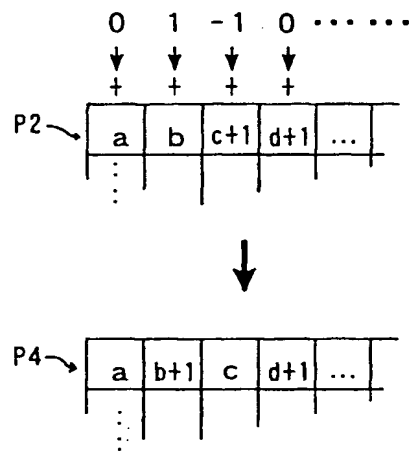 0 1 -1 0 ......
+ + + +
P2 a b c+1 d+1 ...
P4 a b+1 c d+1 ...